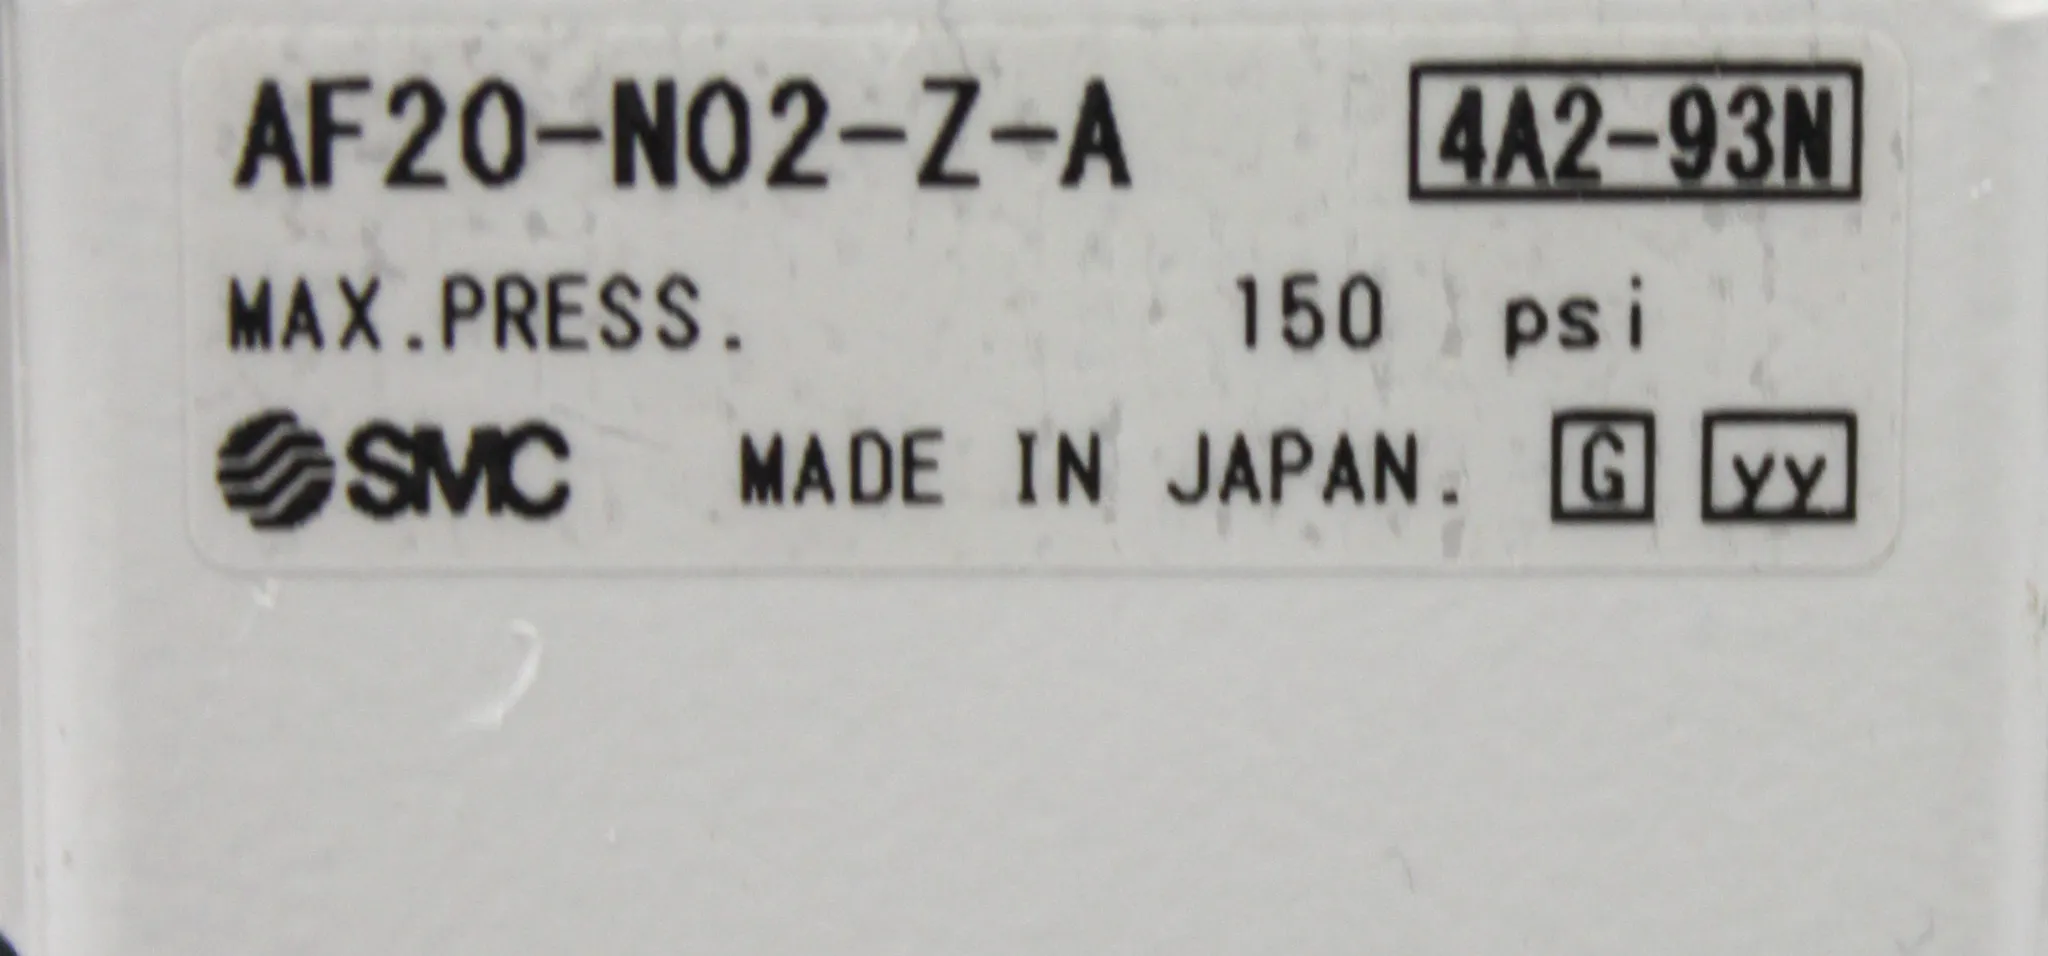 AF20-N02-Z-A 4A2-93N
MAX.PRESS. 150 psi
SMC MADE IN JAPAN. G yy